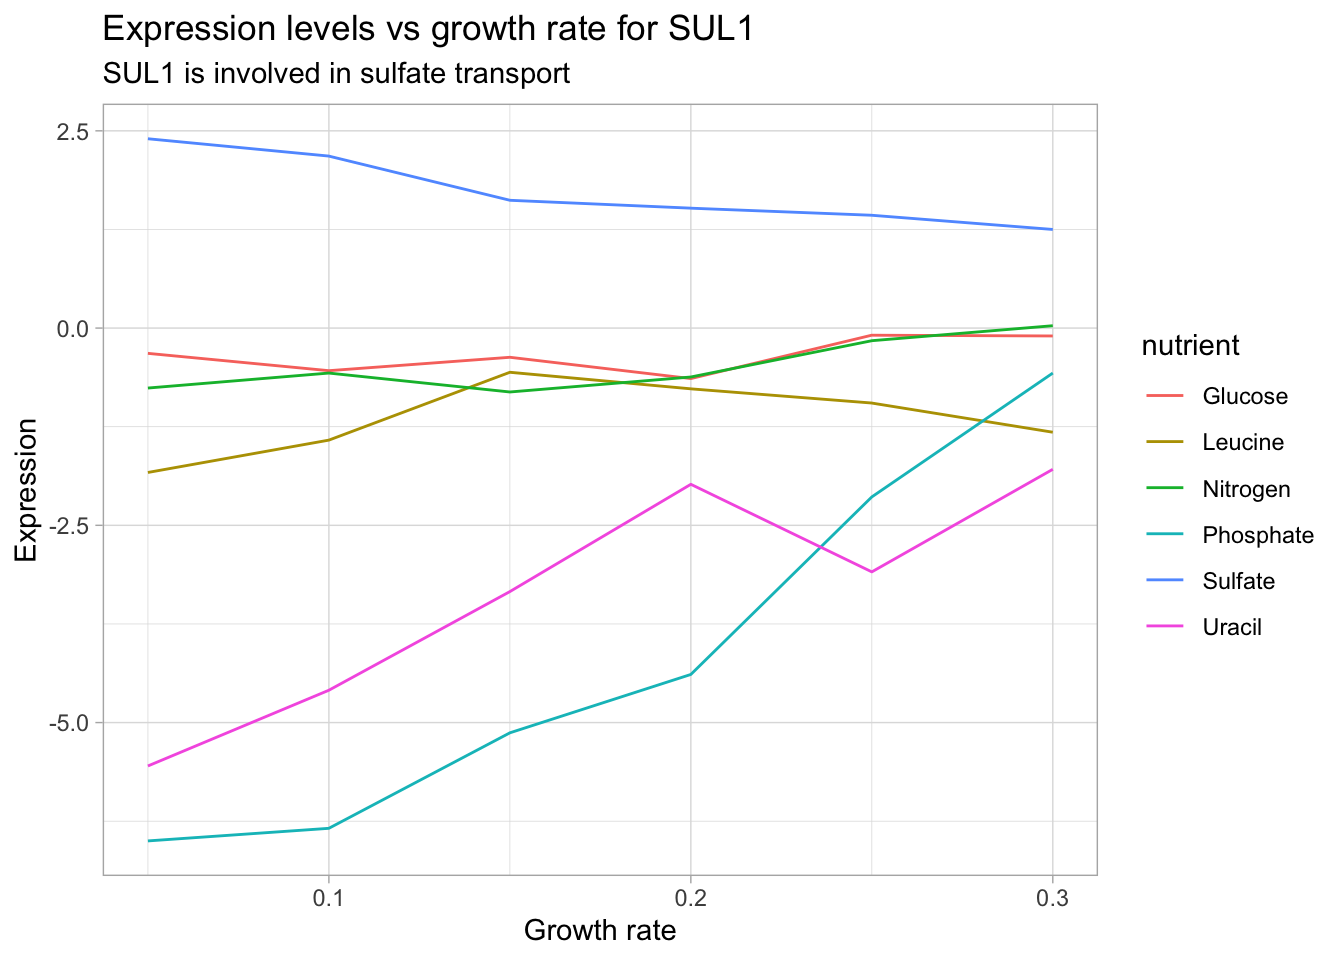 Expression levels vs growth rate for SUL1
SUL1 is involved in sulfate transport
2.5
0.0
-2.5
-5.0
Expression
0.1
0.2
0.3
Growth rate
nutrient
Glucose
Leucine
Nitrogen
Phosphate
Sulfate
Uracil